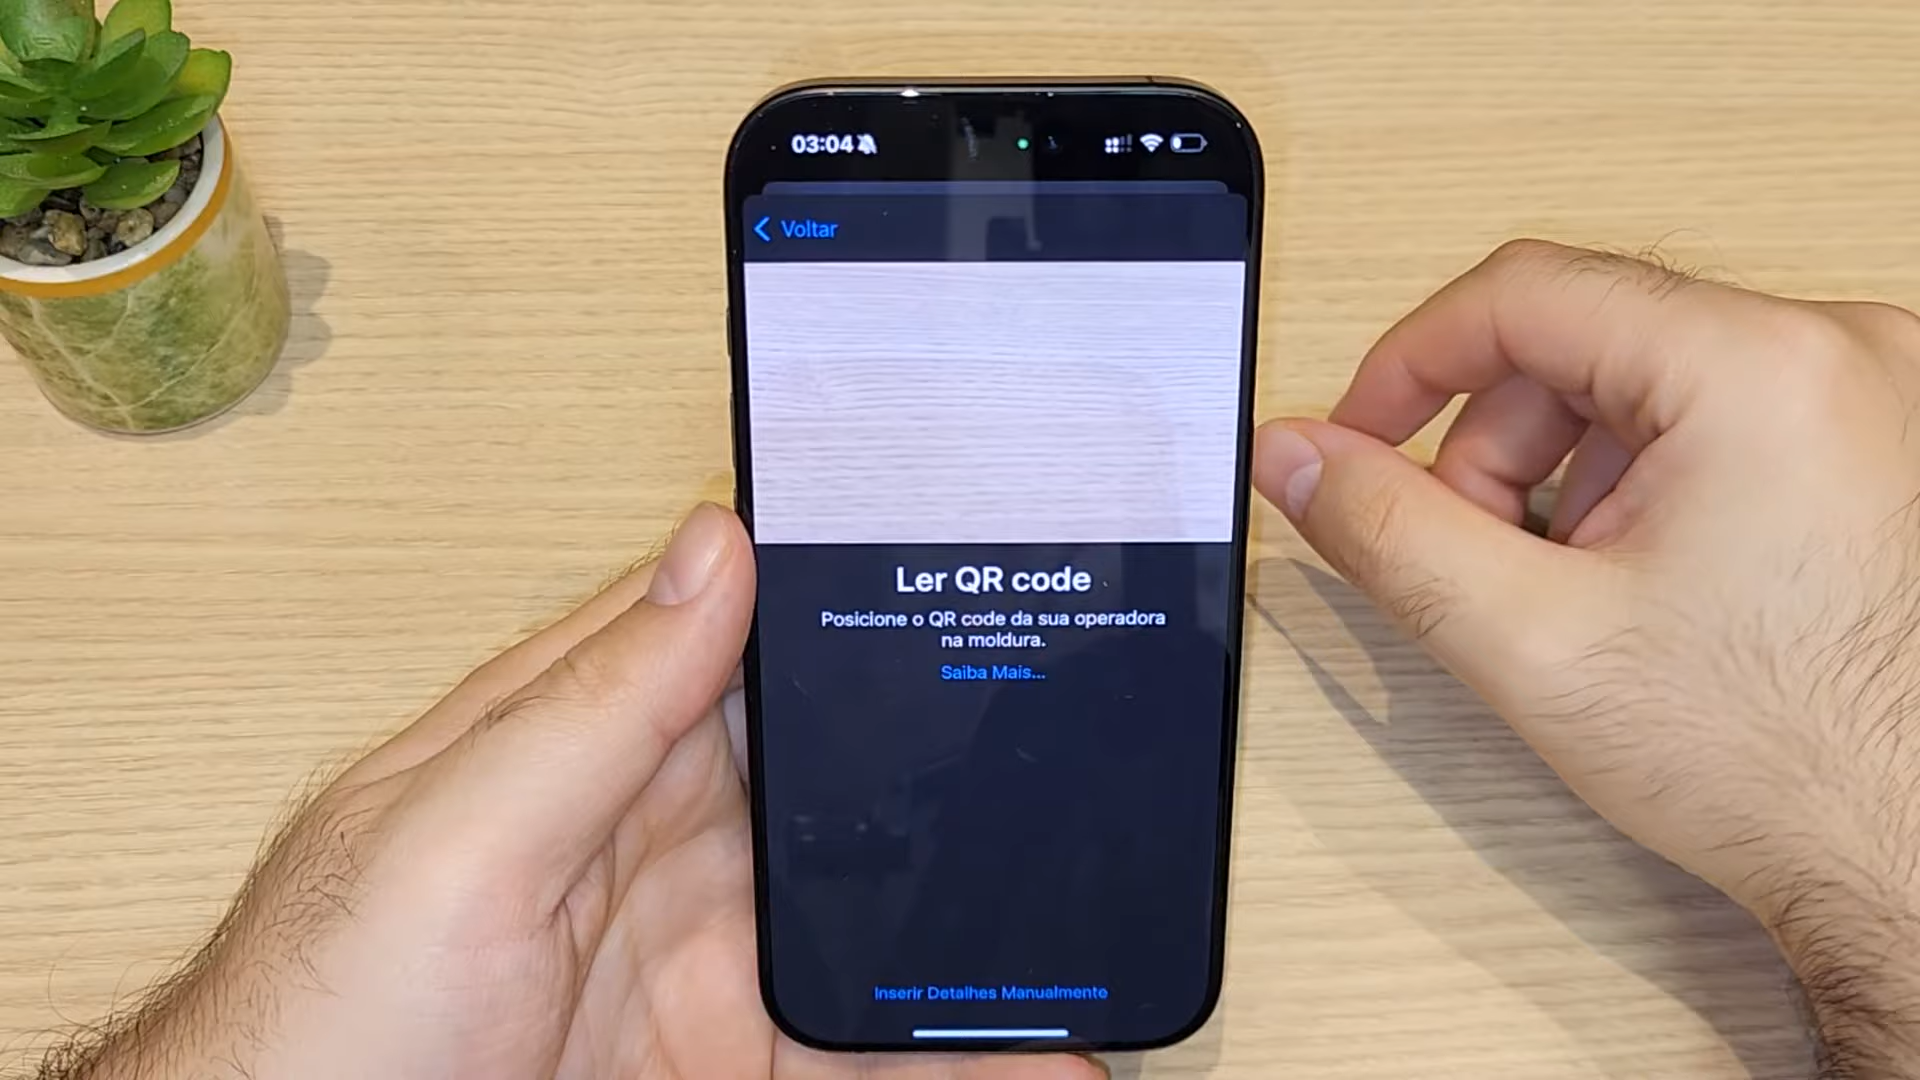 03:04
Voltar
Ler QR code
Posicione o QR code da sua operadora
na moldura.
Saiba Mais...
Inserir Detalhes Manualmente